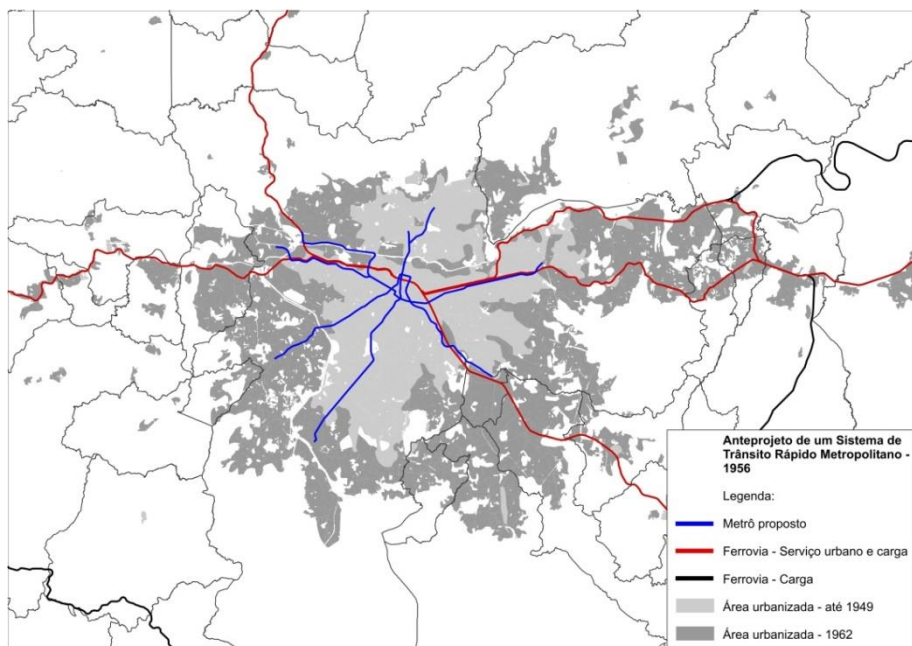 Anteprojeto de um Sistema de
Trânsito Rápido Metropolitano -
1956
Legenda:
Metrô proposto
Ferrovia - Serviço urbano e carga
Ferrovia - Carga
Área urbanizada - até 1949
Área urbanizada - 1962